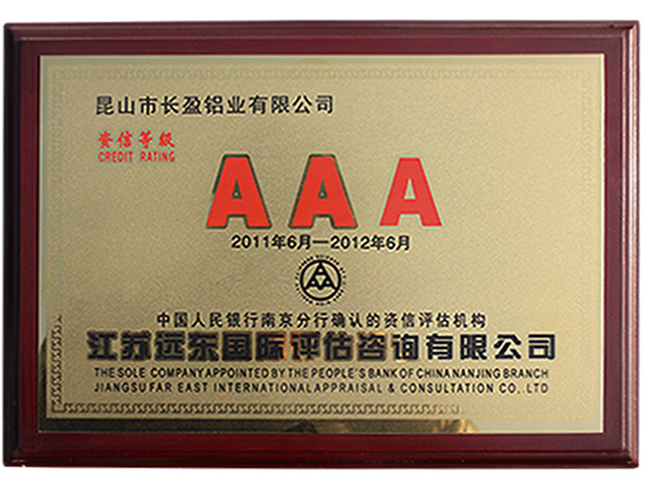 昆山市长盈铝业有限公司
资信等级
CREDIT RATING
AAA
2011年6月—2012年6月
中国人民银行南京分行确认的资信评估机构
江苏远东国际评估咨询有限公司
THE SOLE COMPANY APPOINTED BY THE PEOPLE'S BANK OF CHINA NANJING BRANCH
JIANGSU FAR EAST INTERNATIONAL APPRAISAL & CONSULTATION CO,. LTD